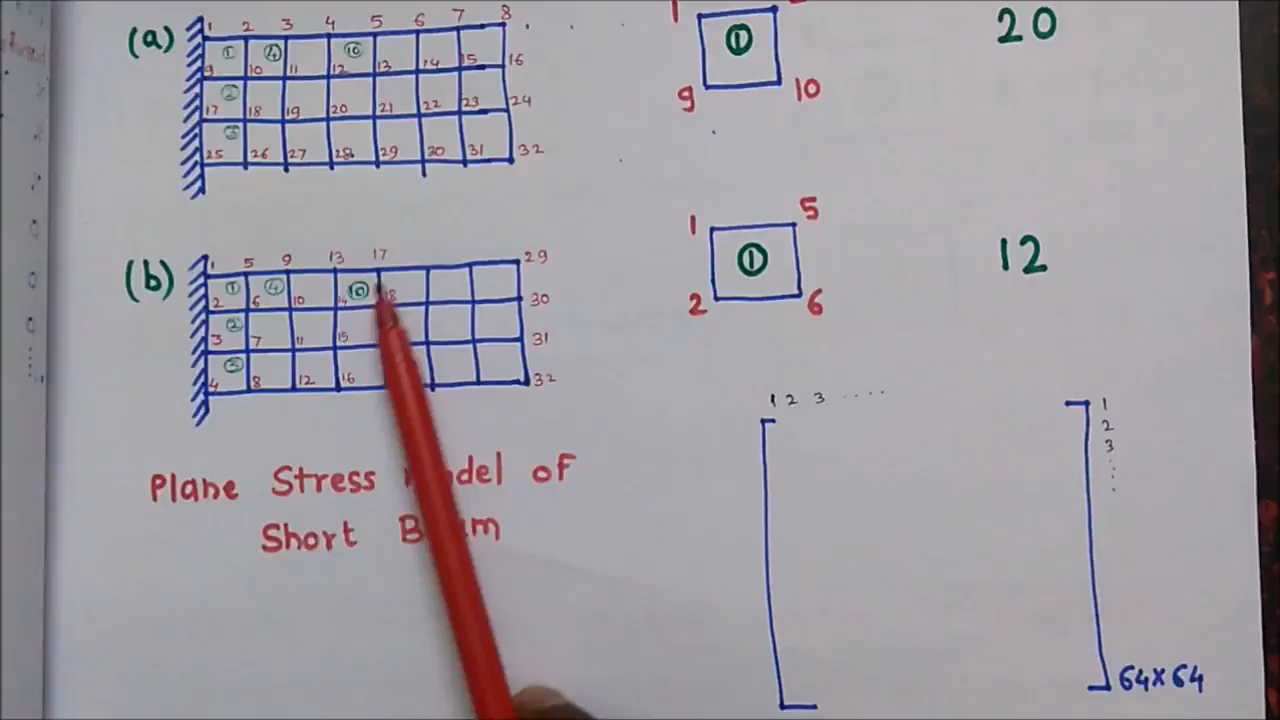 (a)
1 2 3 4 5 6 7 8
① ④ ⑩
9 10 11 12 13 14 15 16
②
17 18 19 20 21 22 23 24
③
25 26 27 28 29 30 31 32
1
①
9 10
20
(b)
1 5 9 13 17 29
① ④ ⑩
2 6 10 14 18 30
②
3 7 11 15 31
③
4 8 12 16 32
1 5
①
2 6
12
Plane Stress
Short
1 2 3 .....
1
2
3
64x64